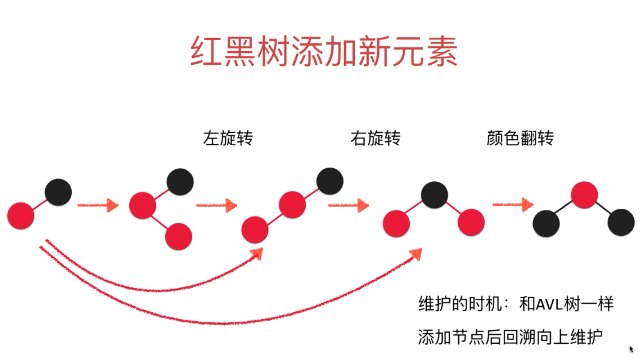 红黑树添加新元素
左旋转 右旋转 颜色翻转
维护的时机：和AVL树一样
添加节点后回溯向上维护